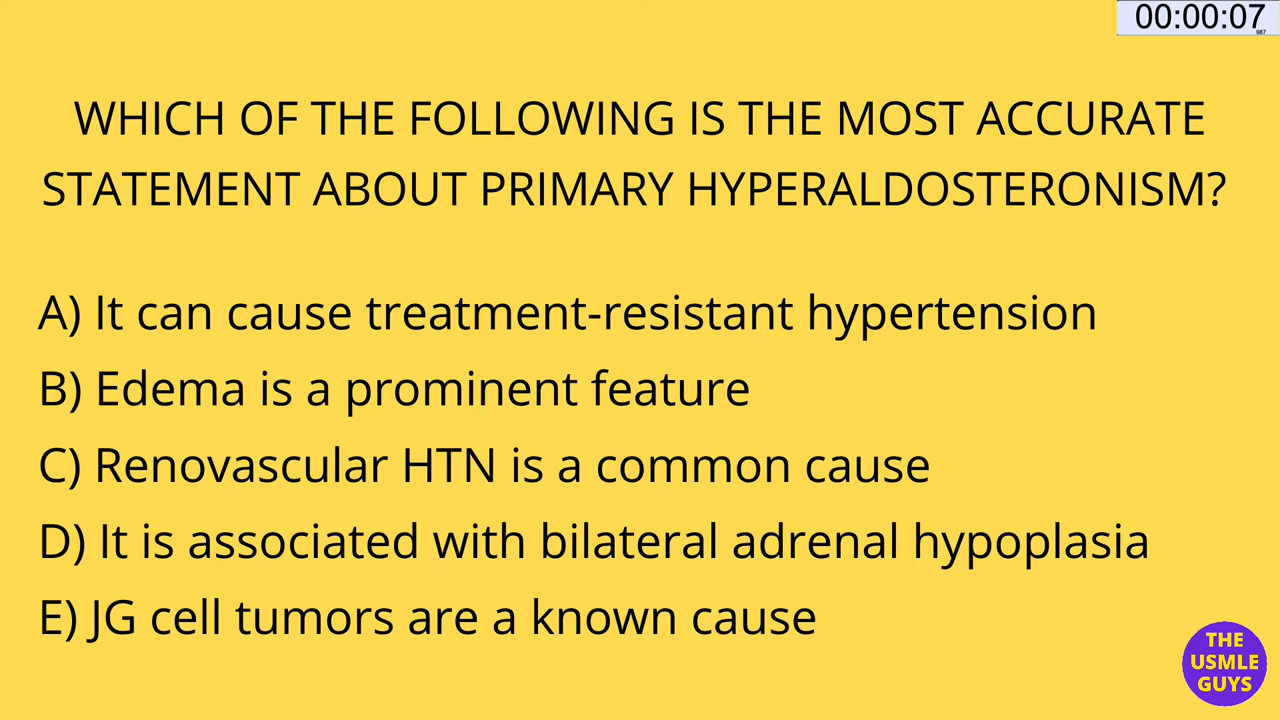 00:00:07
987
WHICH OF THE FOLLOWING IS THE MOST ACCURATE
STATEMENT ABOUT PRIMARY HYPERALDOSTERONISM?
A) It can cause treatment-resistant hypertension
B) Edema is a prominent feature
C) Renovascular HTN is a common cause
D) It is associated with bilateral adrenal hypoplasia
E) JG cell tumors are a known cause
THE
USMLE
GUYS